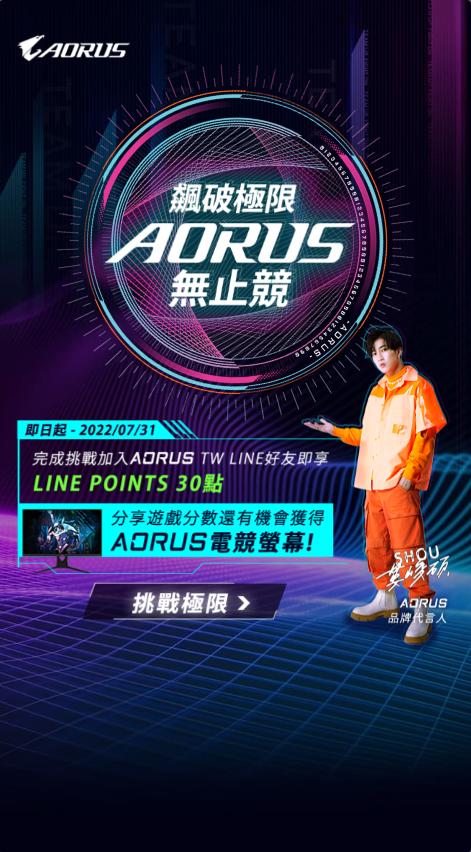 AORUS
飆破極限
AORUS
無止競
即日起 - 2022/07/31
完成挑戰加入AORUS TW LINE好友即享
LINE POINTS 30點
分享遊戲分數還有機會獲得
AORUS電競螢幕!
挑戰極限 >
SHOU
婁峻碩
AORUS
品牌代言人